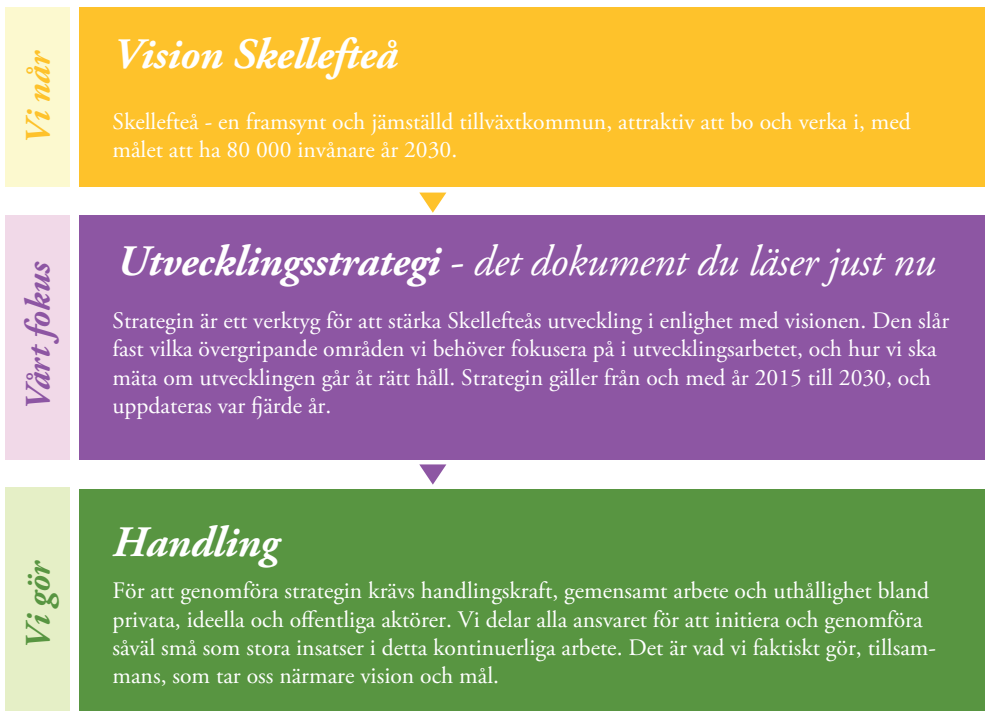 Vi når
Vision Skellefteå
Skellefteå - en framsynt och jämställd tillväxtkommun, attraktiv att bo och verka i, med
målet att ha 80 000 invånare år 2030.
Vårt fokus
Utvecklingsstrategi - det dokument du läser just nu
Strategin är ett verktyg för att stärka Skellefteås utveckling i enlighet med visionen. Den slår
fast vilka övergripande områden vi behöver fokusera på i utvecklingsarbetet, och hur vi ska
mäta om utvecklingen går åt rätt håll. Strategin gäller från och med år 2015 till 2030, och
uppdateras var fjärde år.
Vi gör
Handling
För att genomföra strategin krävs handlingskraft, gemensamt arbete och uthållighet bland
privata, ideella och offentliga aktörer. Vi delar alla ansvaret för att initiera och genomföra
såväl små som stora insatser i detta kontinuerliga arbete. Det är vad vi faktiskt gör, tillsam-
mans, som tar oss närmare vision och mål.